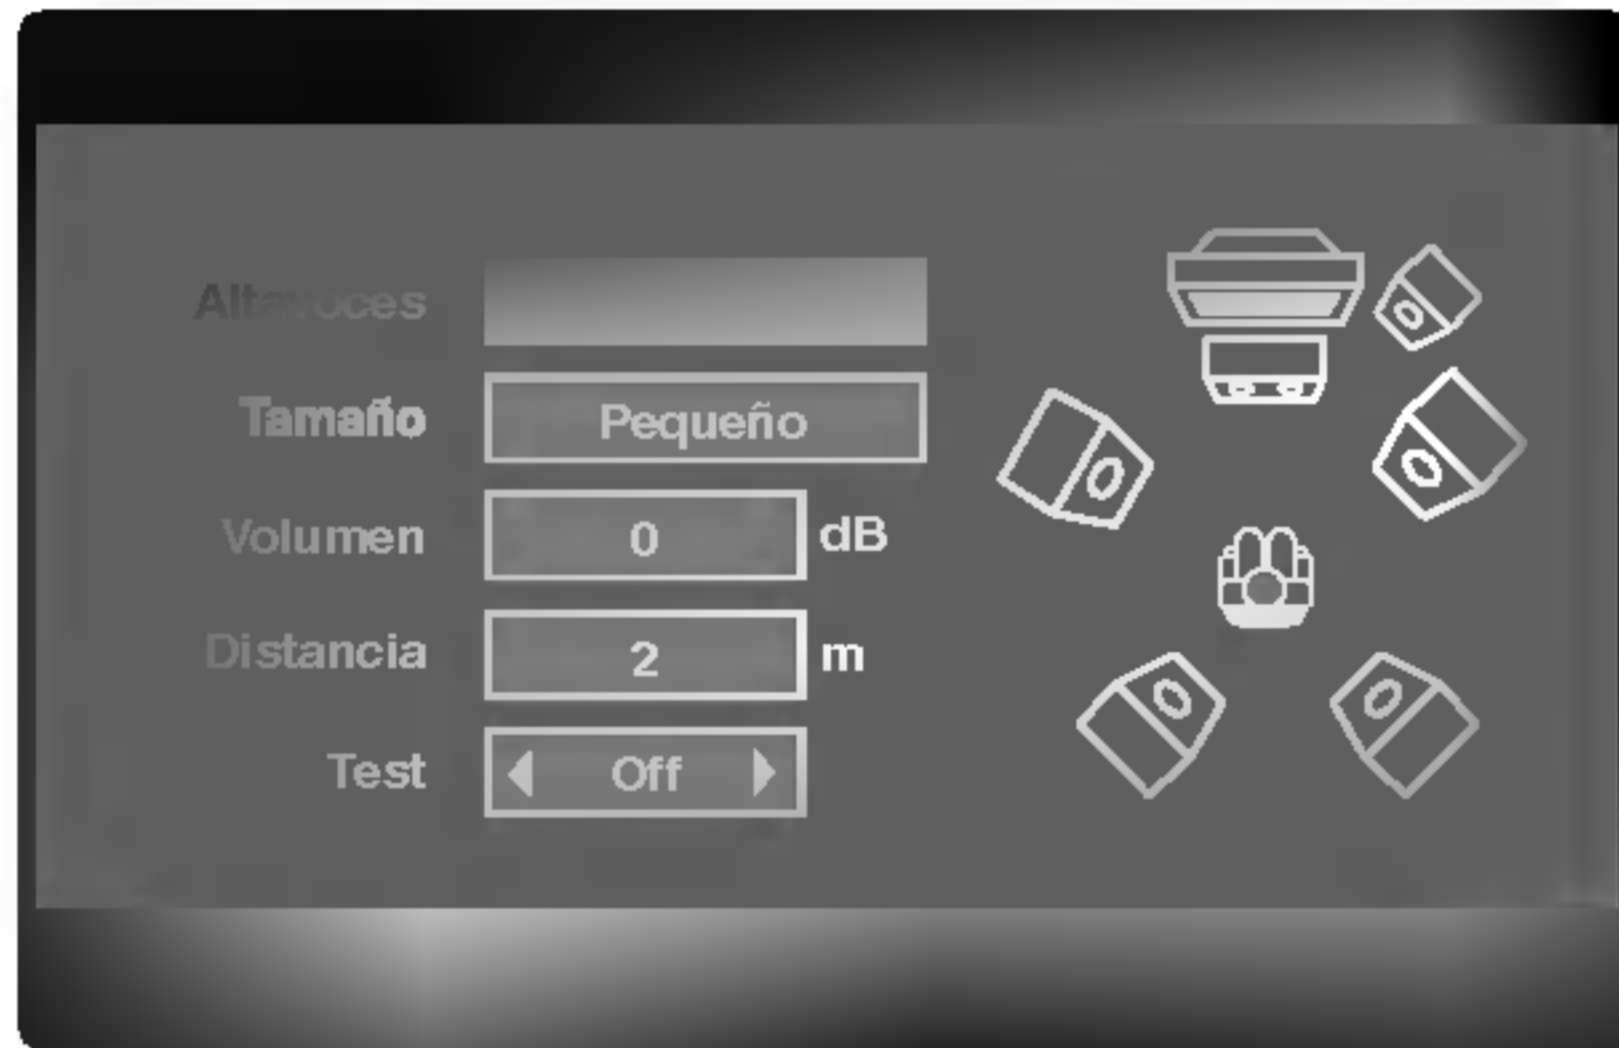 Altavoces
Tamaño Pequeño
Volumen 0 dB
Distancia 2 m
Test Off